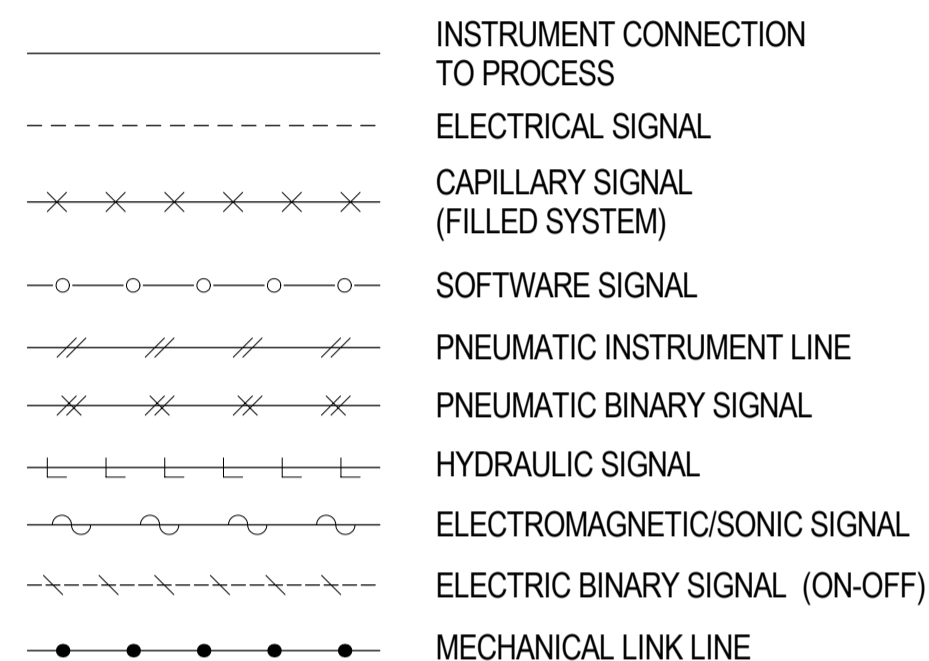 INSTRUMENT CONNECTION
TO PROCESS
ELECTRICAL SIGNAL
CAPILLARY SIGNAL
(FILLED SYSTEM)
SOFTWARE SIGNAL
PNEUMATIC INSTRUMENT LINE
PNEUMATIC BINARY SIGNAL
HYDRAULIC SIGNAL
ELECTROMAGNETIC/SONIC SIGNAL
ELECTRIC BINARY SIGNAL (ON-OFF)
MECHANICAL LINK LINE